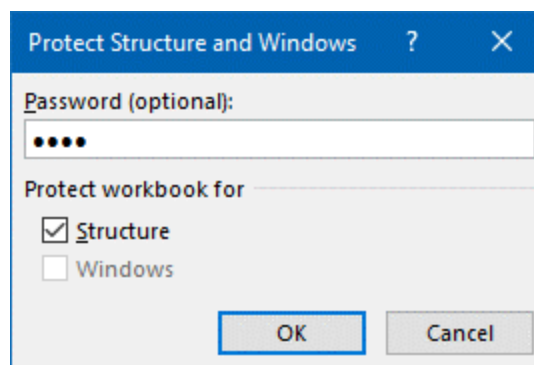 Protect Structure and Windows ? ×
Password (optional):
••••
Protect workbook for
Structure
Windows
OK Cancel